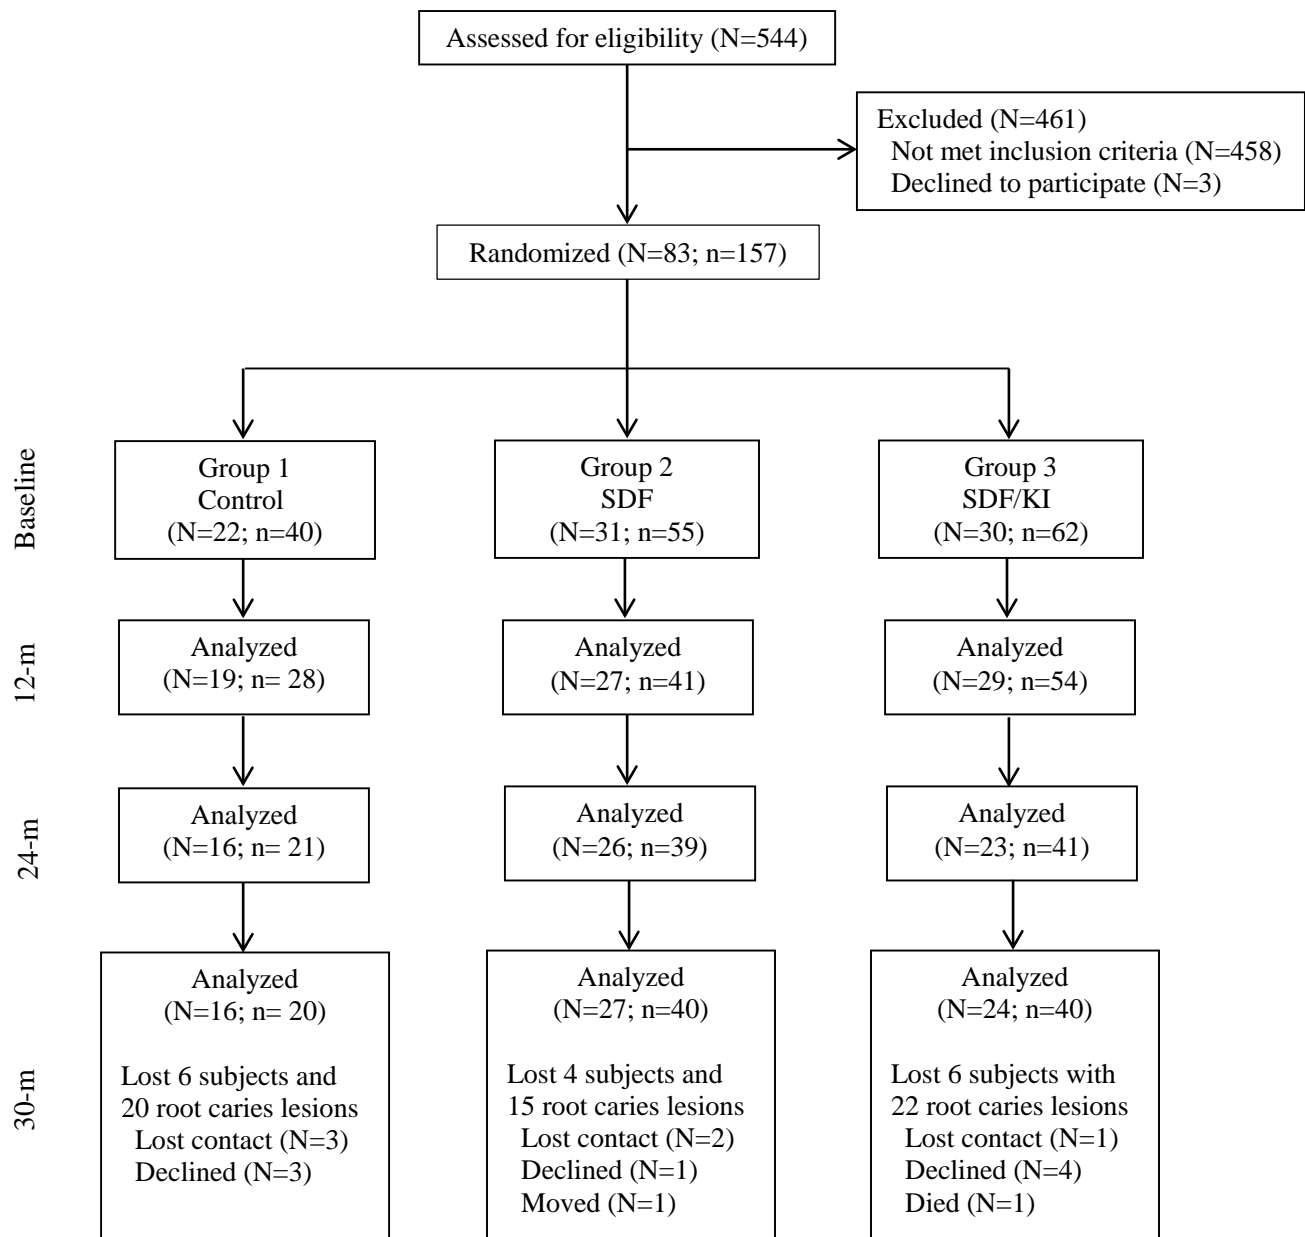 Assessed for eligibility (N=544)
Excluded (N=461)
Not met inclusion criteria (N=458)
Declined to participate (N=3)
Randomized (N=83; n=157)
Baseline
Group 1
Control
(N=22; n=40)
Group 2
SDF
(N=31; n=55)
Group 3
SDF/KI
(N=30; n=62)
12-m
Analyzed
(N=19; n= 28)
Analyzed
(N=27; n=41)
Analyzed
(N=29; n=54)
24-m
Analyzed
(N=16; n= 21)
Analyzed
(N=26; n=39)
Analyzed
(N=23; n=41)
30-m
Analyzed
(N=16; n= 20)
Lost 6 subjects and
20 root caries lesions
Lost contact (N=3)
Declined (N=3)
Analyzed
(N=27; n=40)
Lost 4 subjects and
15 root caries lesions
Lost contact (N=2)
Declined (N=1)
Moved (N=1)
Analyzed
(N=24; n=40)
Lost 6 subjects with
22 root caries lesions
Lost contact (N=1)
Declined (N=4)
Died (N=1)